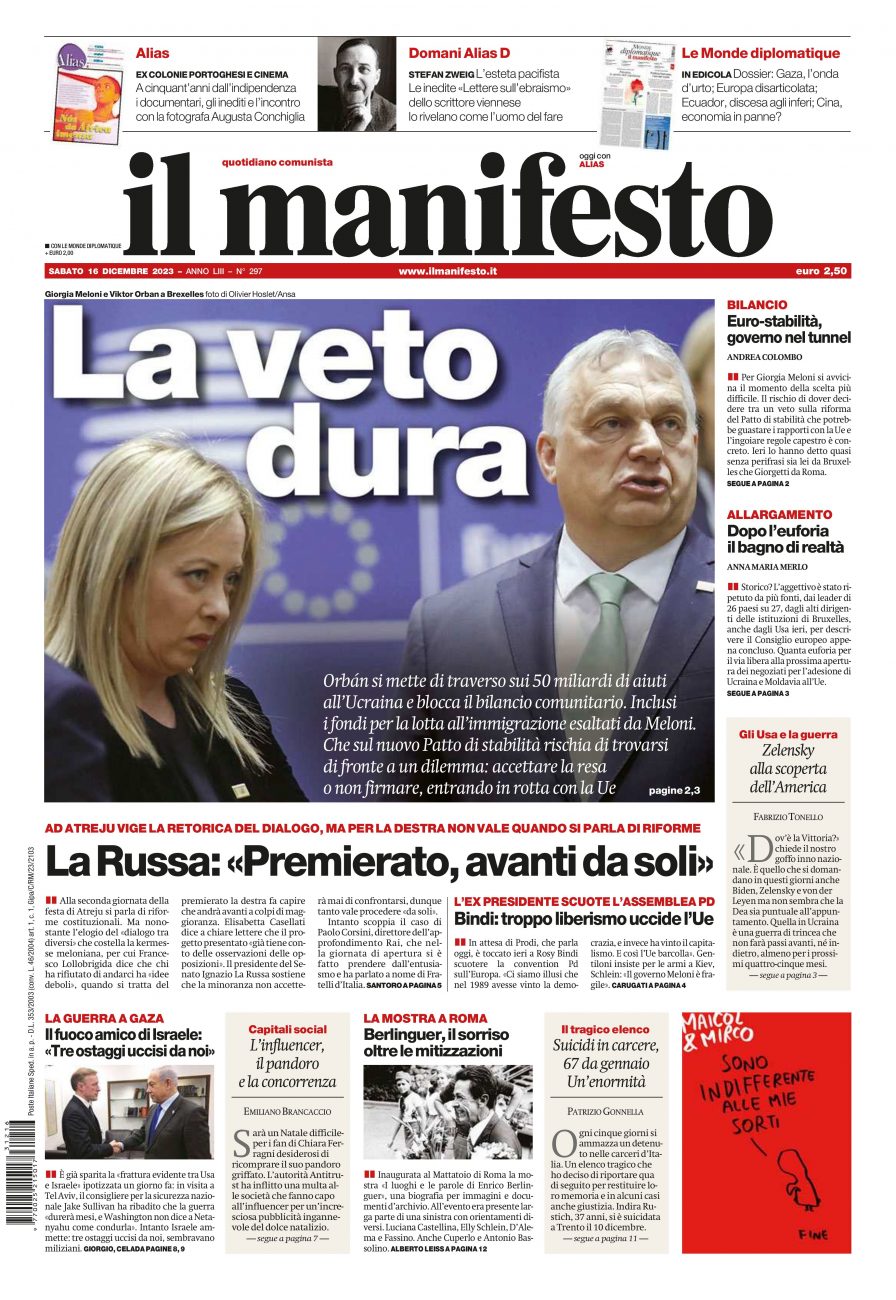 Alias
EX COLONIE PORTOGHESI E CINEMA
A cinquant'anni dall'indipendenza
i documentari, gli inediti e l'incontro
con la fotografa Augusta Conchiglia
Domani Alias D
STEFAN ZWEIG L'esteta pacifista
Le inedite «Lettere sull'ebraismo»
dello scrittore viennese
lo rivelano come l'uomo del fare
Le Monde diplomatique
IN EDICOLA Dossier: Gaza, l'onda
d'urto; Europa disarticolata;
Ecuador, discesa agli inferi; Cina,
economia in panne?
quotidiano comunista
oggi con
ALIAS
il manifesto
■ CON LE MONDE DIPLOMATIQUE
+ EURO 2,00
SABATO 16 DICEMBRE 2023 – ANNO LIII – N° 297
www.ilmanifesto.it
euro 2,50
Giorgia Meloni e Viktor Orban a Brexelles foto di Olivier Hoslet/Ansa
La veto
dura
Orbán si mette di traverso sui 50 miliardi di aiuti
all'Ucraina e blocca il bilancio comunitario. Inclusi
i fondi per la lotta all'immigrazione esaltati da Meloni.
Che sul nuovo Patto di stabilità rischia di trovarsi
di fronte a un dilemma: accettare la resa
o non firmare, entrando in rotta con la Ue
pagine 2,3
BILANCIO
Euro-stabilità,
governo nel tunnel
ANDREA COLOMBO
Per Giorgia Meloni si avvici-
na il momento della scelta più
difficile. Il rischio di dover deci-
dere tra un veto sulla riforma
del Patto di stabilità che potreb-
be guastare i rapporti con la Ue e
l'ingoiare regole capestro è con-
creto. Ieri lo hanno detto quasi
senza perifrasi sia lei da Bruxel-
les che Giorgetti da Roma.
SEGUE A PAGINA 2
ALLARGAMENTO
Dopo l'euforia
il bagno di realtà
ANNA MARIA MERLO
Storico? L'aggettivo è stato ri-
petuto da più fonti, dai leader di
26 paesi su 27, dagli alti dirigen-
ti delle istituzioni di Bruxelles,
anche dagli Usa ieri, per descri-
vere il Consiglio europeo appe-
na concluso. Quanta euforia per
il via libera alla prossima apertu-
ra dei negoziati per l'adesione di
Ucraina e Moldavia all'Ue.
SEGUE A PAGINA 3
Gli Usa e la guerra
Zelensky
alla scoperta
dell'America
FABRIZIO TONELLO
«Dov'è la Vittoria?»
chiede il nostro
goffo inno nazio-
nale. È quello che si doman-
dano in questi giorni anche
Biden, Zelensky e von der
Leyen ma non sembra che la
Dea sia puntuale all'appun-
tamento. Quella in Ucraina
è una guerra di trincea che
non farà passi avanti, né in-
dietro, almeno per i prossi-
mi quattro-cinque mesi.
— segue a pagina 3 —
AD ATREJU VIGE LA RETORICA DEL DIALOGO, MA PER LA DESTRA NON VALE QUANDO SI PARLA DI RIFORME
La Russa: «Premierato, avanti da soli»
Alla seconda giornata della
festa di Atreju si parla di rifor-
me costituzionali. Ma nono-
stante l'elogio del «dialogo tra
diversi» che costella la kermes-
se meloniana, per cui France-
sco Lollobrigida dice che chi
ha rifiutato di andarci ha «idee
deboli», quando si tratta del
premierato la destra fa capire
che andrà avanti a colpi di mag-
gioranza. Elisabetta Casellati
dice a chiare lettere che il pro-
getto presentato «già tiene con-
to delle osservazioni delle op-
posizioni». Il presidente del Se-
nato Ignazio La Russa sostiene
che la minoranza non accette-
rà mai di confrontarsi, dunque
tanto vale procedere «da soli».
Intanto scoppia il caso di
Paolo Corsini, direttore dell'ap-
profondimento Rai, che nel-
la giornata di apertura si è
fatto prendere dall'entusia-
smo e ha parlato a nome di Fra-
telli d'Italia. SANTORO A PAGINA 5
L'EX PRESIDENTE SCUOTE L'ASSEMBLEA PD
Bindi: troppo liberismo uccide l'Ue
In attesa di Prodi, che parla
oggi, è toccato ieri a Rosy Bindi
scuotere la convention Pd
sull'Europa. «Ci siamo illusi che
nel 1989 avesse vinto la demo-
crazia, e invece ha vinto il capita-
lismo. E così l'Ue barcolla». Gen-
tiloni insiste per le armi a Kiev,
Schlein: «Il governo Meloni è fra-
gile». CARUGATI A PAGINA 4
LA GUERRA A GAZA
Il fuoco amico di Israele:
«Tre ostaggi uccisi da noi»
È già sparita la «frattura evidente tra Usa
e Israele» ipotizzata un giorno fa: in visita a
Tel Aviv, il consigliere per la sicurezza nazio-
nale Jake Sullivan ha ribadito che la guerra
«durerà mesi, e Washington non dice a Neta-
nyahu come condurla». Intanto Israele am-
mette: tre ostaggi uccisi da noi, sembravano
miliziani. GIORGIO, CELADA PAGINE 8, 9
Capitali social
L'influencer,
il pandoro
e la concorrenza
EMILIANO BRANCACCIO
Sarà un Natale difficile
per i fan di Chiara Fer-
ragni desiderosi di
ricomprire il suo pandoro
griffato. L'autorità Antitrus-
t ha inflitto una multa al-
le società che fanno capo
all'influencer per un'incre-
sciosa pubblicità inganne-
vole del dolce natalizio.
— segue a pagina 7 —
LA MOSTRA A ROMA
Berlinguer, il sorriso
oltre le mitizzazioni
Inaugurata al Mattatoio di Roma la mo-
stra «I luoghi e le parole di Enrico Berlin-
guer», una biografia per immagini e docu-
menti d'archivio. All'evento era presente lar-
ga parte di una sinistra con orientamenti di-
versi. Luciana Castellina, Elly Schlein, D'Ale-
ma e Fassino. Anche Cuperlo e Antonio Bas-
solino. ALBERTO LEISS A PAGINA 12
Il tragico elenco
Suicidi in carcere,
67 da gennaio
Un'enormità
PATRIZIO GONNELLA
Ogni cinque giorni si
ammazza un detenu-
to nelle carceri d'Ita-
lia. Un elenco tragico che
ho deciso di riportare qua
di seguito per restituire lo-
ro memoria e in alcuni casi
anche giustizia. Indira Ru-
stich, 37 anni, si è suicidata
a Trento il 10 dicembre.
— segue a pagina 11 —
MAICOL
& MIRCO
SONO
INDIFFERENTE
ALLE MIE
SORTI
FINE
Poste Italiane Sped. in a. p. - D.L. 353/2003 (conv. L. 46/2004) art. 1, c. 1, Gipa/C/RM/23/2103